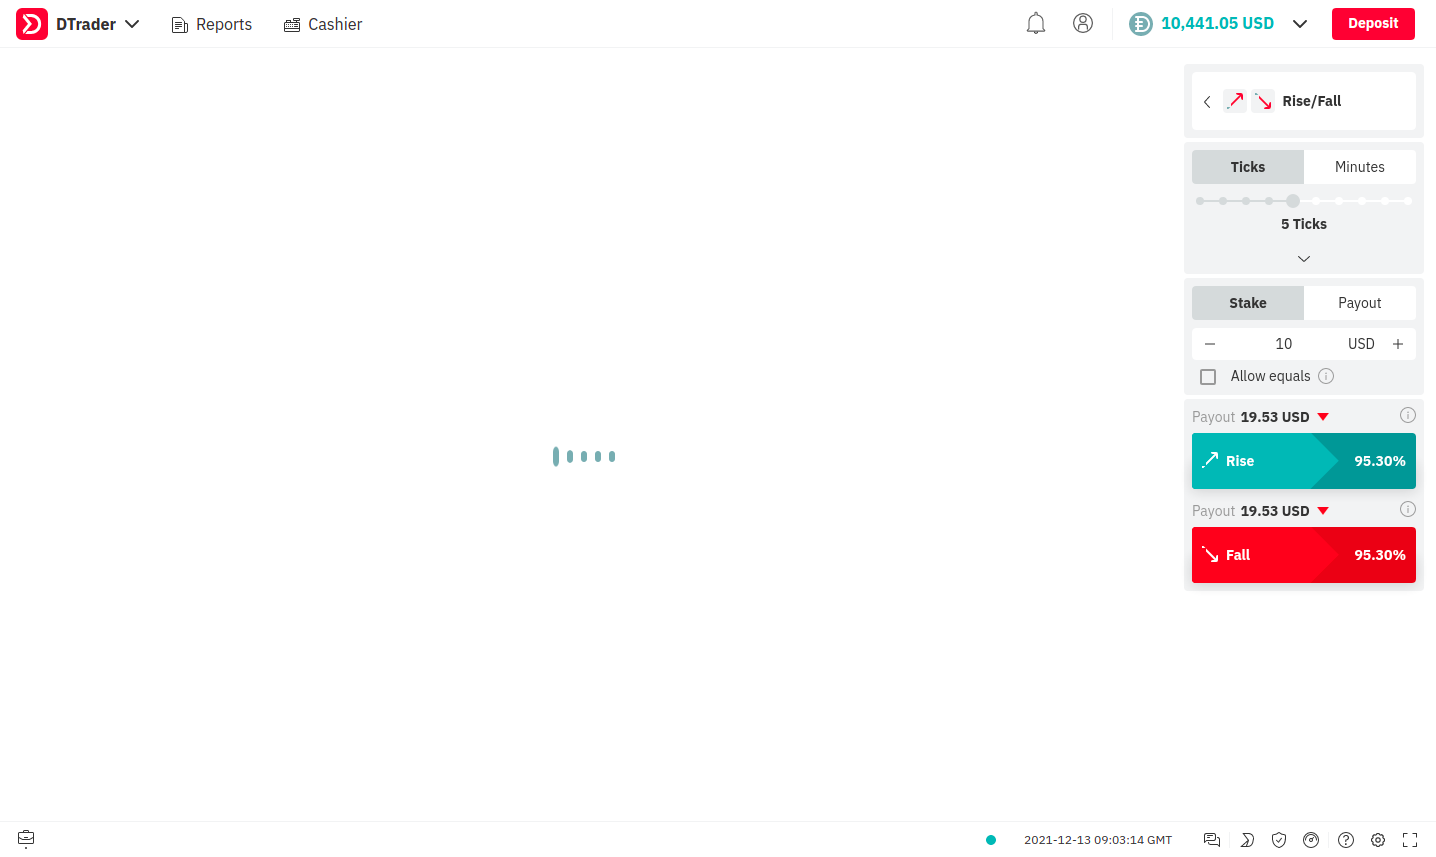 DTrader Reports Cashier 10,441.05 USD Deposit
Rise/Fall
Ticks Minutes
5 Ticks
Stake Payout
10 USD
Allow equals
Payout 19.53 USD
Rise 95.30%
Payout 19.53 USD
Fall 95.30%
2021-12-13 09:03:14 GMT